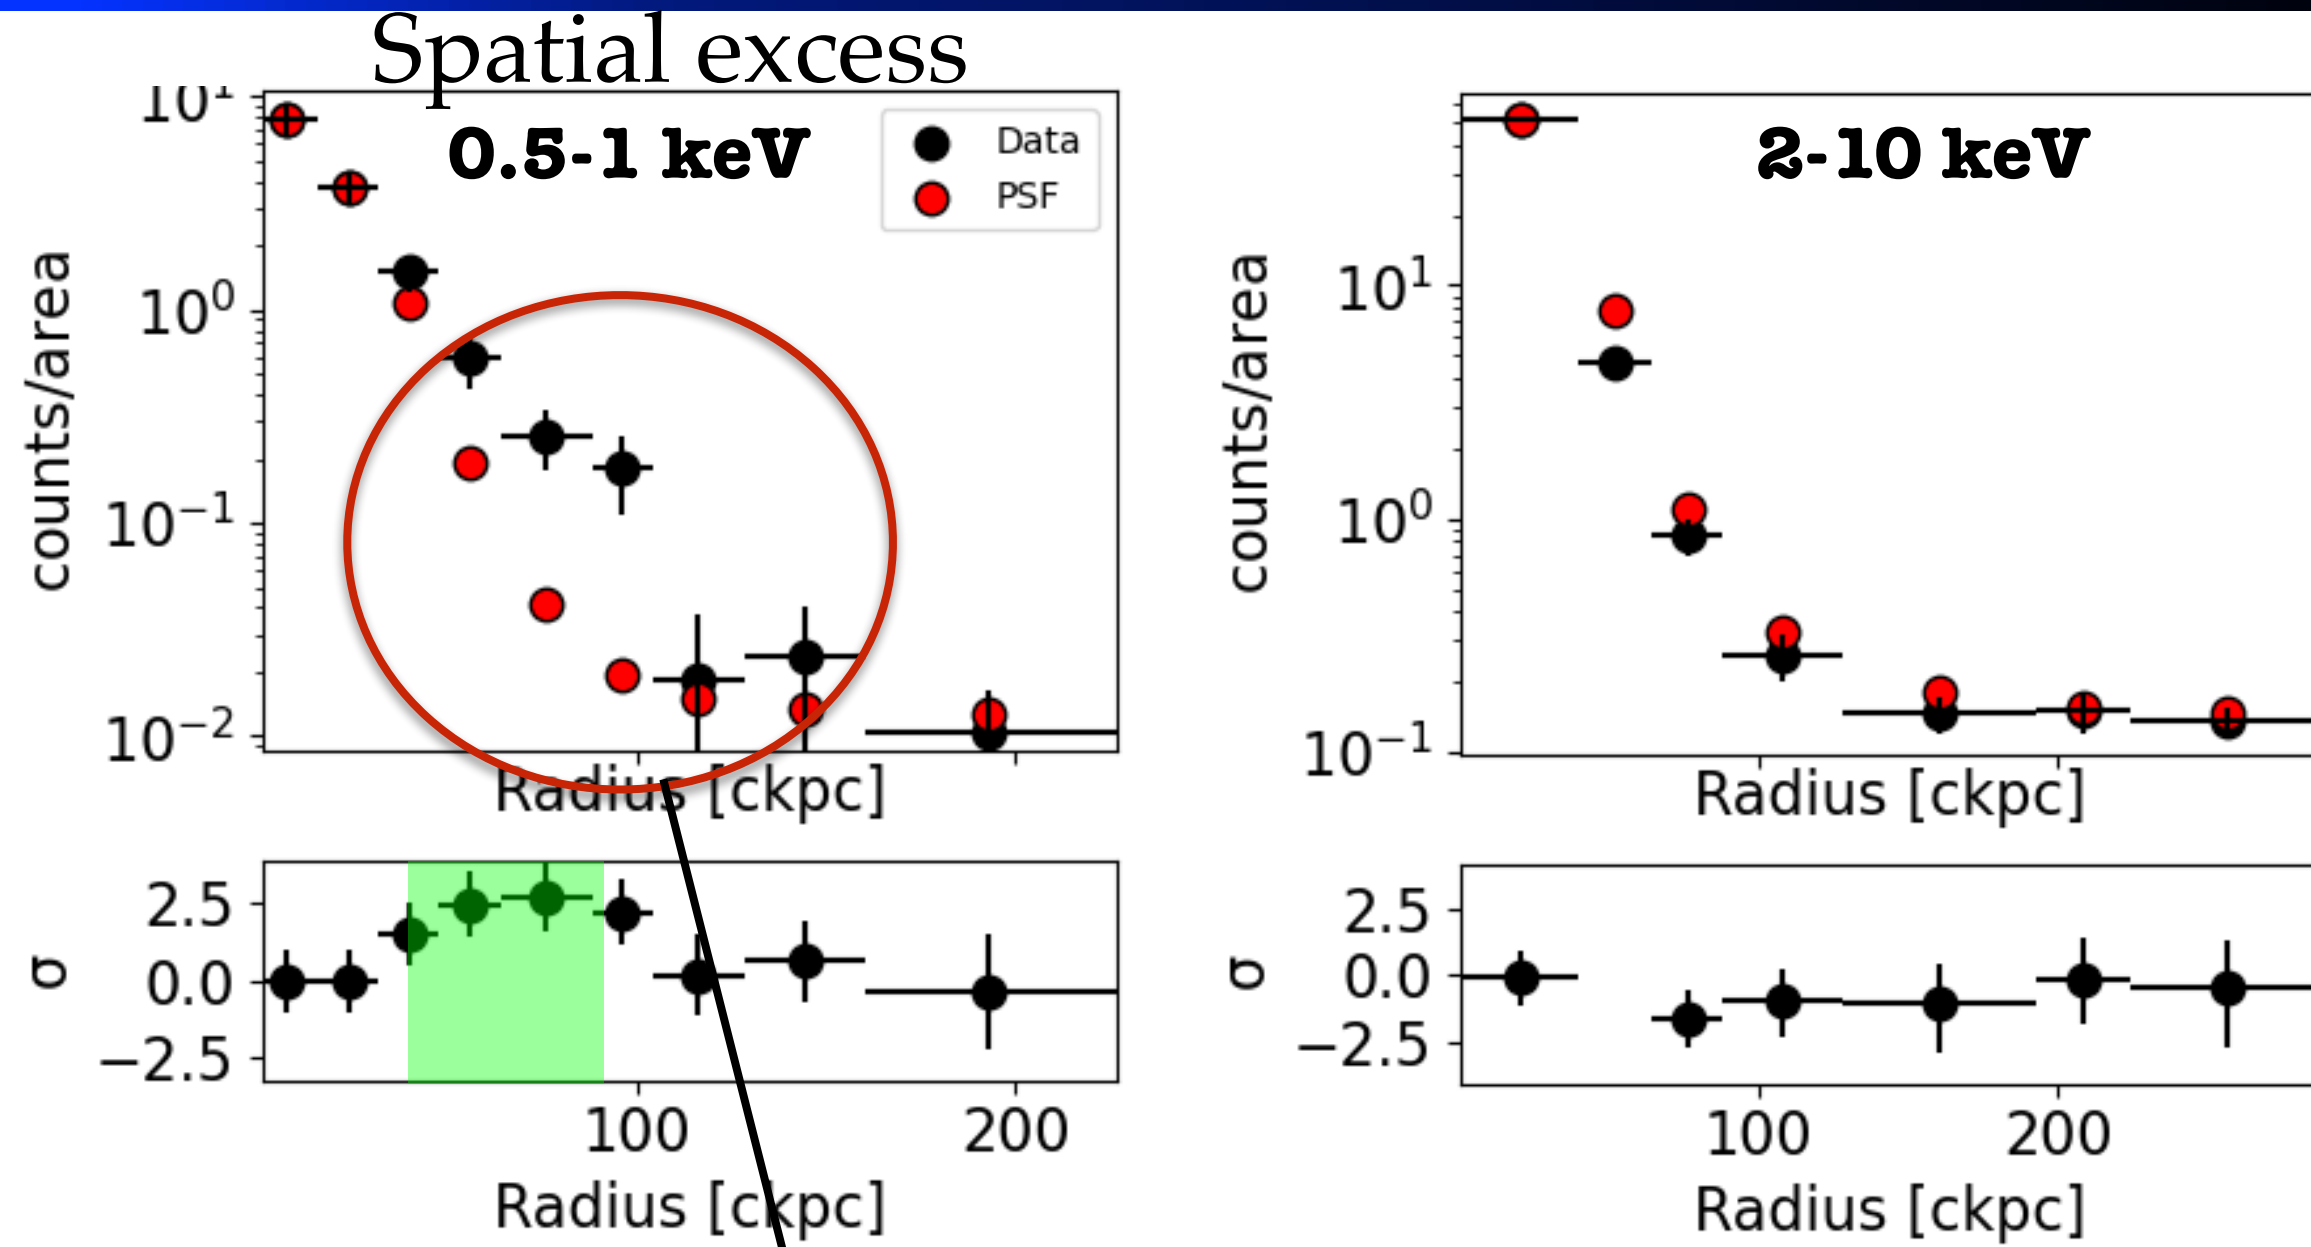 Spatial excess
10¹
0.5-1 keV
Data
PSF
counts/area
10⁰
10⁻¹
10⁻²
Radius [ckpc]
σ
2.5
0.0
−2.5
100 200
Radius [ckpc]
2-10 keV
counts/area
10¹
10⁰
10⁻¹
Radius [ckpc]
σ
2.5
0.0
−2.5
100 200
Radius [ckpc]